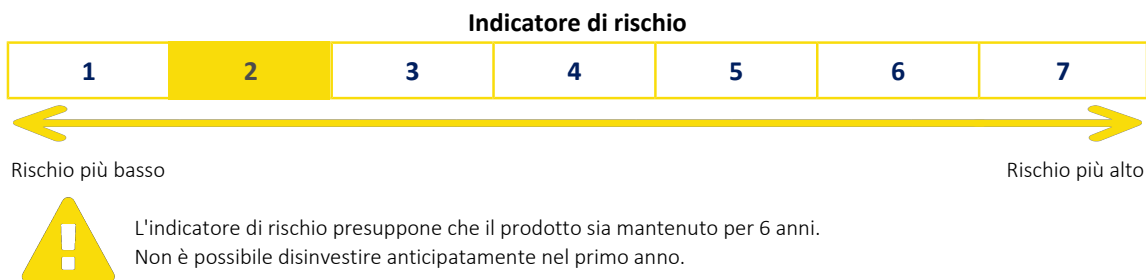 Indicatore di rischio
1 2 3 4 5 6 7
Rischio più basso Rischio più alto
L'indicatore di rischio presuppone che il prodotto sia mantenuto per 6 anni.
Non è possibile disinvestire anticipatamente nel primo anno.